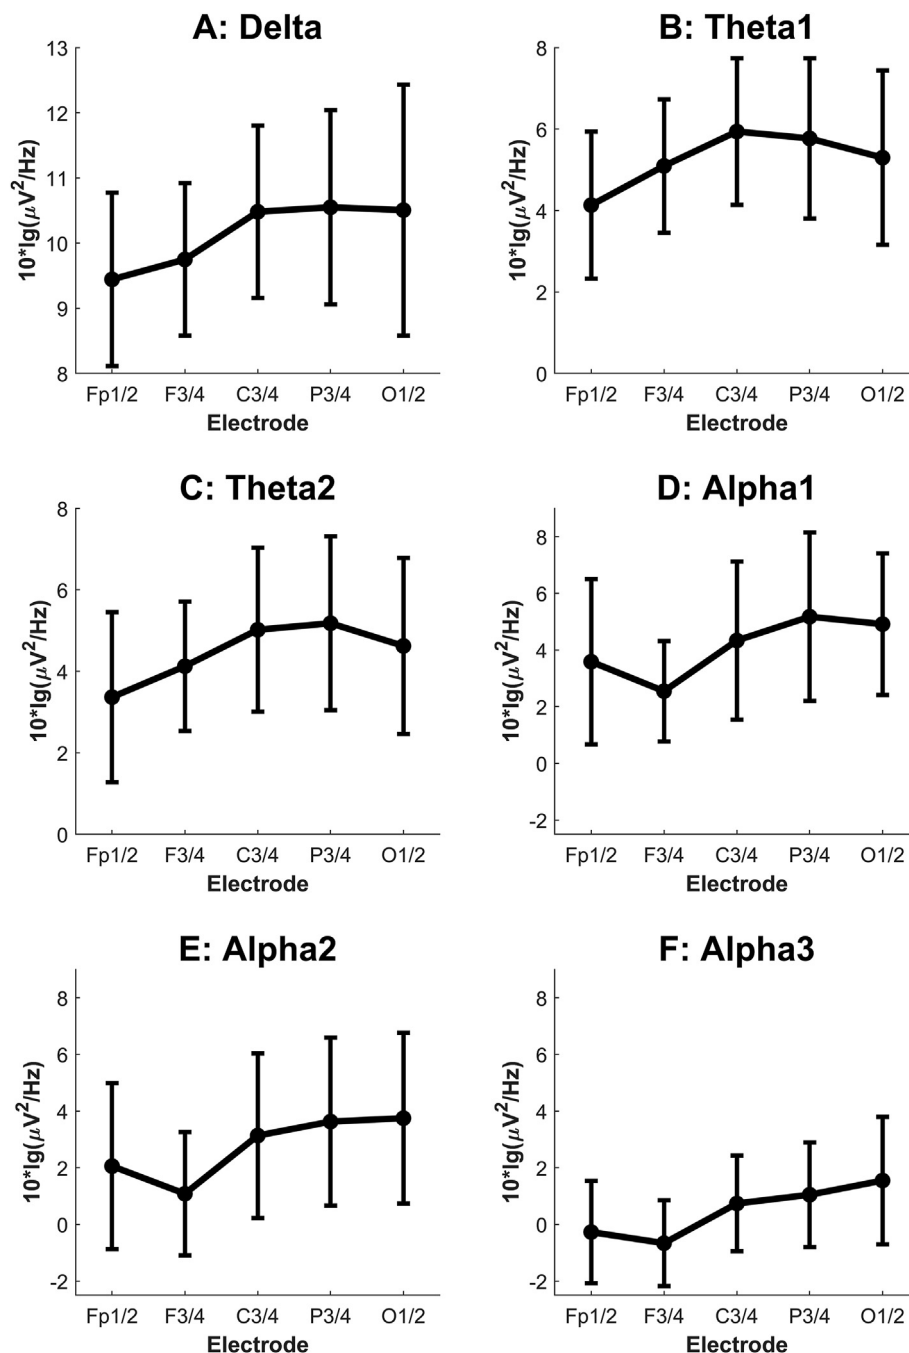 A: Delta
13
12
11
10
9
8
10*lg(μV²/Hz)
Fp1/2 F3/4 C3/4 P3/4 O1/2
Electrode
B: Theta1
8
6
4
2
0
10*lg(μV²/Hz)
Fp1/2 F3/4 C3/4 P3/4 O1/2
Electrode
C: Theta2
8
6
4
2
0
10*lg(μV²/Hz)
Fp1/2 F3/4 C3/4 P3/4 O1/2
Electrode
D: Alpha1
8
6
4
2
0
-2
10*lg(μV²/Hz)
Fp1/2 F3/4 C3/4 P3/4 O1/2
Electrode
E: Alpha2
8
6
4
2
0
-2
10*lg(μV²/Hz)
Fp1/2 F3/4 C3/4 P3/4 O1/2
Electrode
F: Alpha3
8
6
4
2
0
-2
10*lg(μV²/Hz)
Fp1/2 F3/4 C3/4 P3/4 O1/2
Electrode